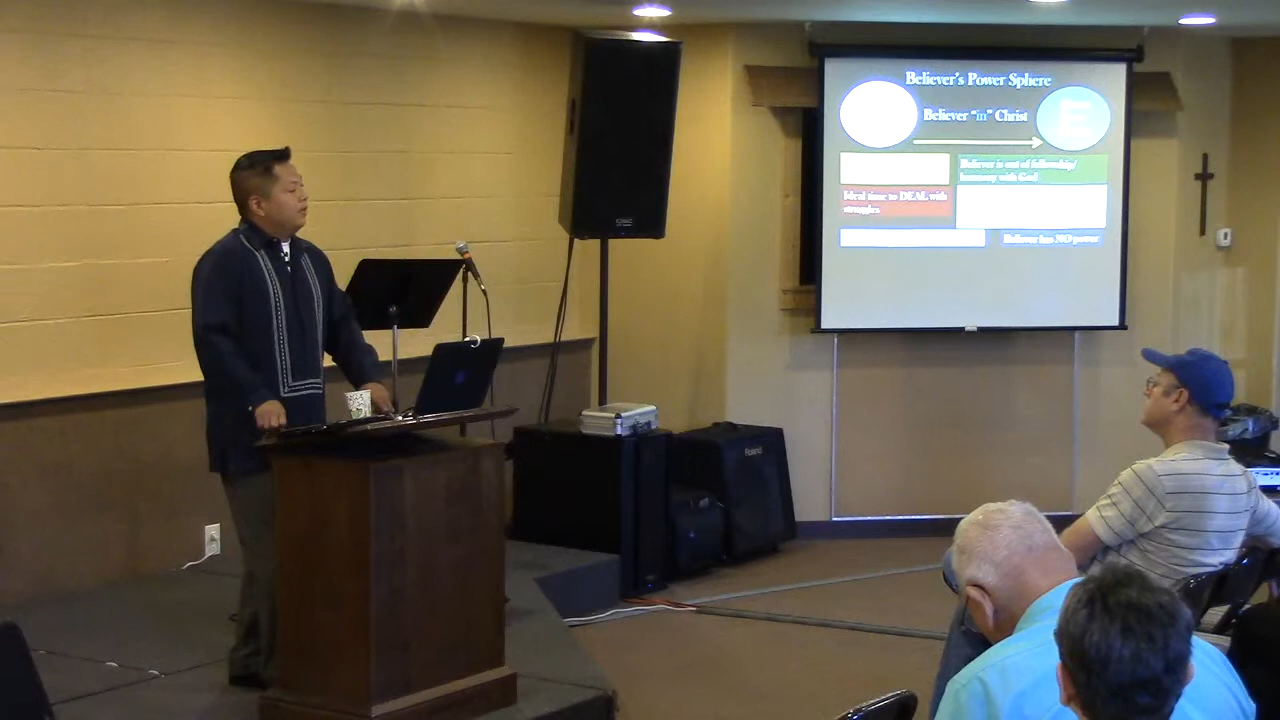 Believer's Power Sphere
Believer "in" Christ
Believer is out of fellowship/
harmony with God
Ideal time to DEAL with
struggles
Believer has NO power
Roland